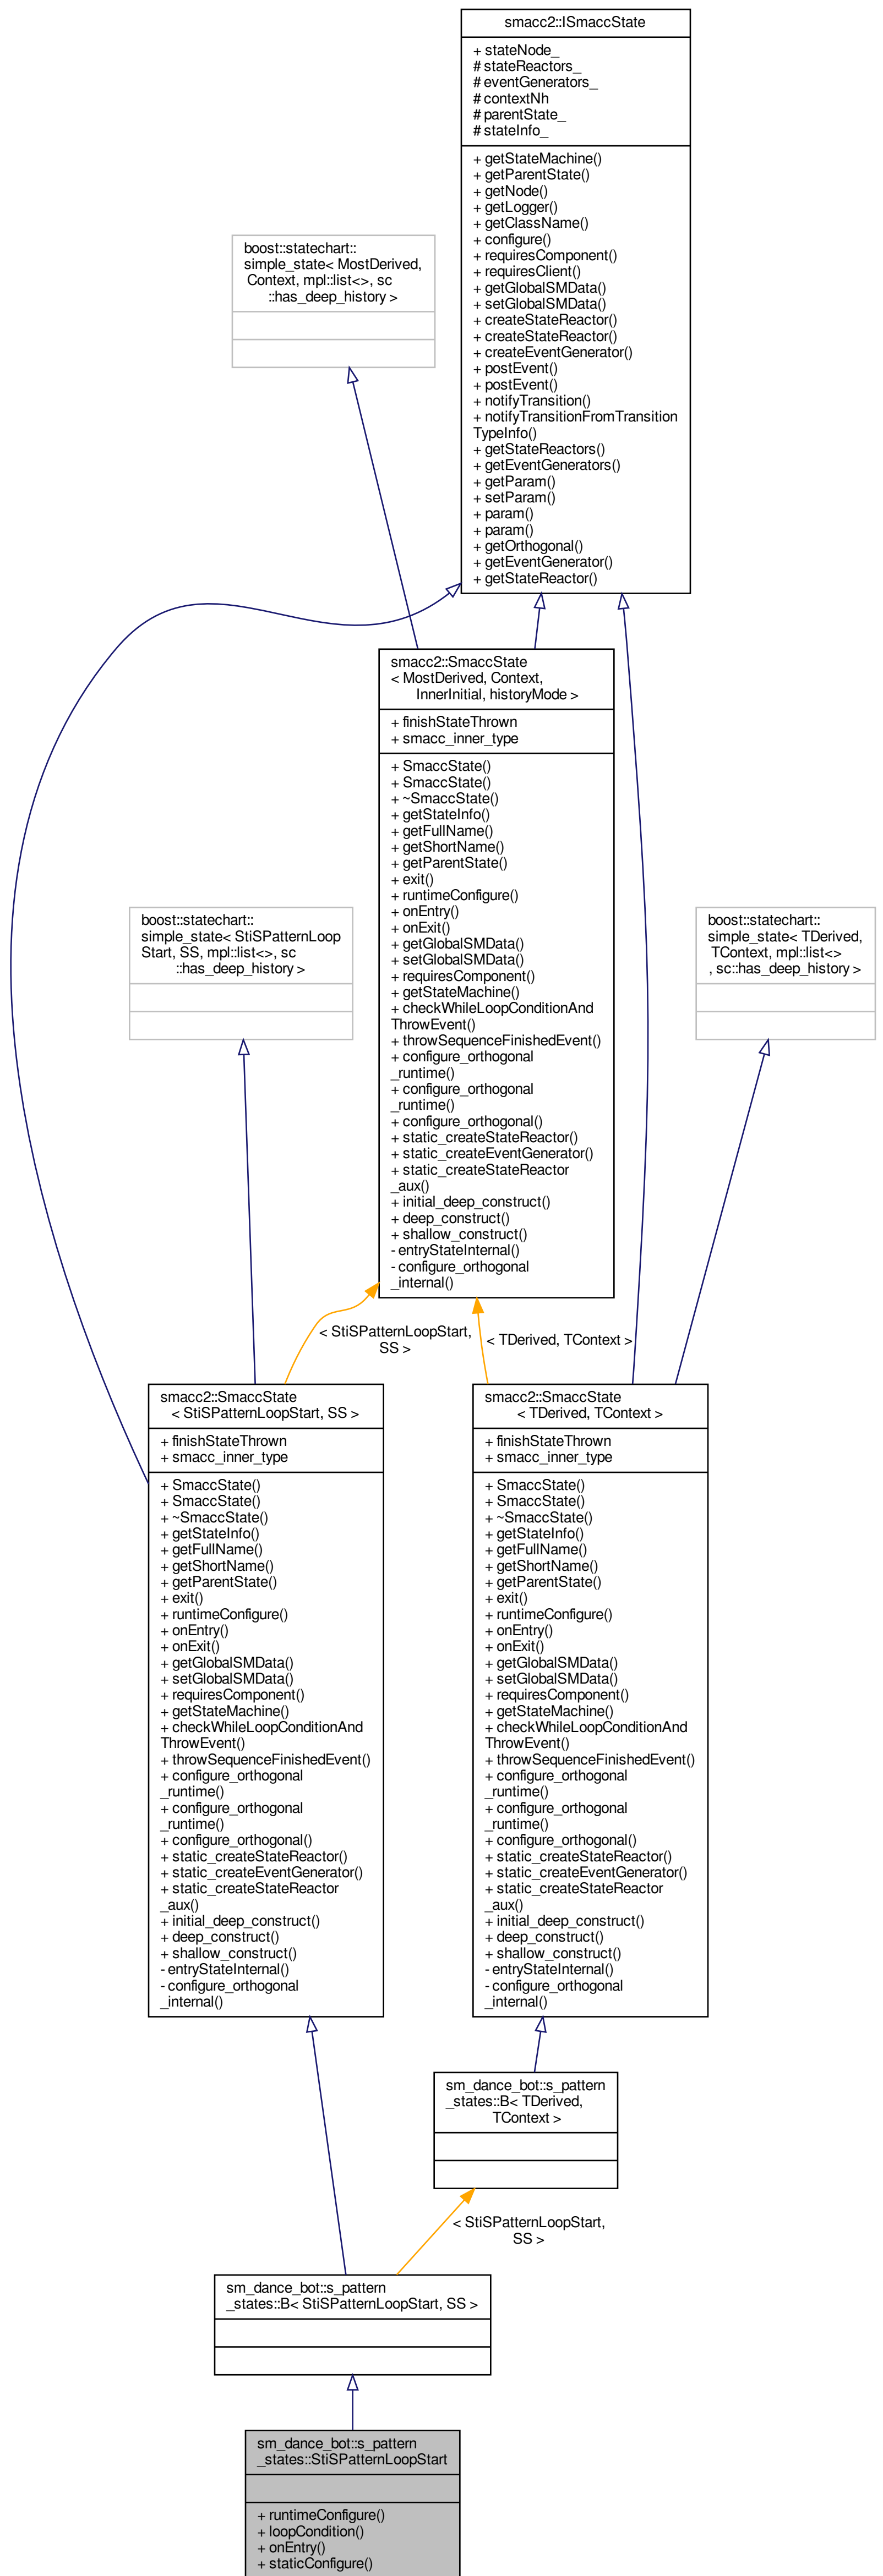 smacc2::ISmaccState
+ stateNode_
# stateReactors_
# eventGenerators_
# contextNh
# parentState_
# stateInfo_
+ getStateMachine()
+ getParentState()
+ getNode()
+ getLogger()
+ getClassName()
+ configure()
+ requiresComponent()
+ requiresClient()
+ getGlobalSMData()
+ setGlobalSMData()
+ createStateReactor()
+ createStateReactor()
+ createEventGenerator()
+ postEvent()
+ postEvent()
+ notifyTransition()
+ notifyTransitionFromTransition
TypeInfo()
+ getStateReactors()
+ getEventGenerators()
+ getParam()
+ setParam()
+ param()
+ param()
+ getOrthogonal()
+ getEventGenerator()
+ getStateReactor()
boost::statechart::
simple_state< MostDerived,
Context, mpl::list<>, sc
::has_deep_history >
smacc2::SmaccState
< MostDerived, Context,
InnerInitial, historyMode >
+ finishStateThrown
+ smacc_inner_type
+ SmaccState()
+ SmaccState()
+ ~SmaccState()
+ getStateInfo()
+ getFullName()
+ getShortName()
+ getParentState()
+ exit()
+ runtimeConfigure()
+ onEntry()
+ onExit()
+ getGlobalSMData()
+ setGlobalSMData()
+ requiresComponent()
+ getStateMachine()
+ checkWhileLoopConditionAnd
ThrowEvent()
+ throwSequenceFinishedEvent()
+ configure_orthogonal
_runtime()
+ configure_orthogonal
_runtime()
+ configure_orthogonal()
+ static_createStateReactor()
+ static_createEventGenerator()
+ static_createStateReactor
_aux()
+ initial_deep_construct()
+ deep_construct()
+ shallow_construct()
- entryStateInternal()
- configure_orthogonal
_internal()
boost::statechart::
simple_state< StiSPatternLoop
Start, SS, mpl::list<>, sc
::has_deep_history >
boost::statechart::
simple_state< TDerived,
TContext, mpl::list<>
, sc::has_deep_history >
< StiSPatternLoopStart,
SS >
< TDerived, TContext >
smacc2::SmaccState
< StiSPatternLoopStart, SS >
+ finishStateThrown
+ smacc_inner_type
+ SmaccState()
+ SmaccState()
+ ~SmaccState()
+ getStateInfo()
+ getFullName()
+ getShortName()
+ getParentState()
+ exit()
+ runtimeConfigure()
+ onEntry()
+ onExit()
+ getGlobalSMData()
+ setGlobalSMData()
+ requiresComponent()
+ getStateMachine()
+ checkWhileLoopConditionAnd
ThrowEvent()
+ throwSequenceFinishedEvent()
+ configure_orthogonal
_runtime()
+ configure_orthogonal
_runtime()
+ configure_orthogonal()
+ static_createStateReactor()
+ static_createEventGenerator()
+ static_createStateReactor
_aux()
+ initial_deep_construct()
+ deep_construct()
+ shallow_construct()
- entryStateInternal()
- configure_orthogonal
_internal()
smacc2::SmaccState
< TDerived, TContext >
+ finishStateThrown
+ smacc_inner_type
+ SmaccState()
+ SmaccState()
+ ~SmaccState()
+ getStateInfo()
+ getFullName()
+ getShortName()
+ getParentState()
+ exit()
+ runtimeConfigure()
+ onEntry()
+ onExit()
+ getGlobalSMData()
+ setGlobalSMData()
+ requiresComponent()
+ getStateMachine()
+ checkWhileLoopConditionAnd
ThrowEvent()
+ throwSequenceFinishedEvent()
+ configure_orthogonal
_runtime()
+ configure_orthogonal
_runtime()
+ configure_orthogonal()
+ static_createStateReactor()
+ static_createEventGenerator()
+ static_createStateReactor
_aux()
+ initial_deep_construct()
+ deep_construct()
+ shallow_construct()
- entryStateInternal()
- configure_orthogonal
_internal()
sm_dance_bot::s_pattern
_states::B< TDerived,
TContext >
< StiSPatternLoopStart,
SS >
sm_dance_bot::s_pattern
_states::B< StiSPatternLoopStart, SS >
sm_dance_bot::s_pattern
_states::StiSPatternLoopStart
+ runtimeConfigure()
+ loopCondition()
+ onEntry()
+ staticConfigure()